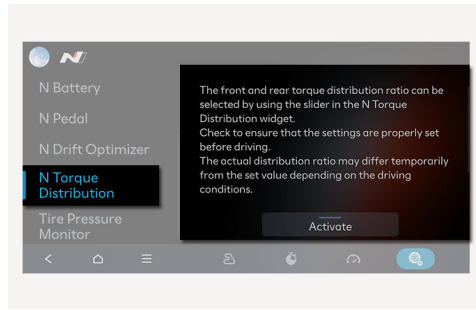 N
N Battery
N Pedal
N Drift Optimizer
N Torque
Distribution
Tire Pressure
Monitor
The front and rear torque distribution ratio can be
selected by using the slider in the N Torque
Distribution widget.
Check to ensure that the settings are properly set
before driving.
The actual distribution ratio may differ temporarily
from the set value depending on the driving
conditions.
Activate